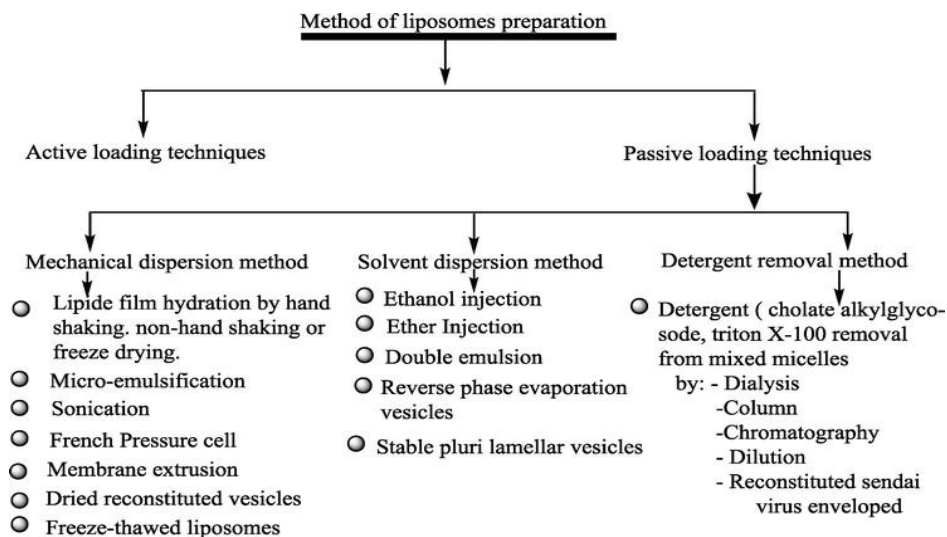 Method of liposomes preparation
Active loading techniques
Passive loading techniques
Mechanical dispersion method
Lipide film hydration by hand
shaking. non-hand shaking or
freeze drying.
Micro-emulsification
Sonication
French Pressure cell
Membrane extrusion
Dried reconstituted vesicles
Freeze-thawed liposomes
Solvent dispersion method
Ethanol injection
Ether Injection
Double emulsion
Reverse phase evaporation
vesicles
Stable pluri lamellar vesicles
Detergent removal method
Detergent ( cholate alkylglyco-
sode, triton X-100 removal
from mixed micelles
by: - Dialysis
-Column
-Chromatography
- Dilution
- Reconstituted sendai
virus enveloped